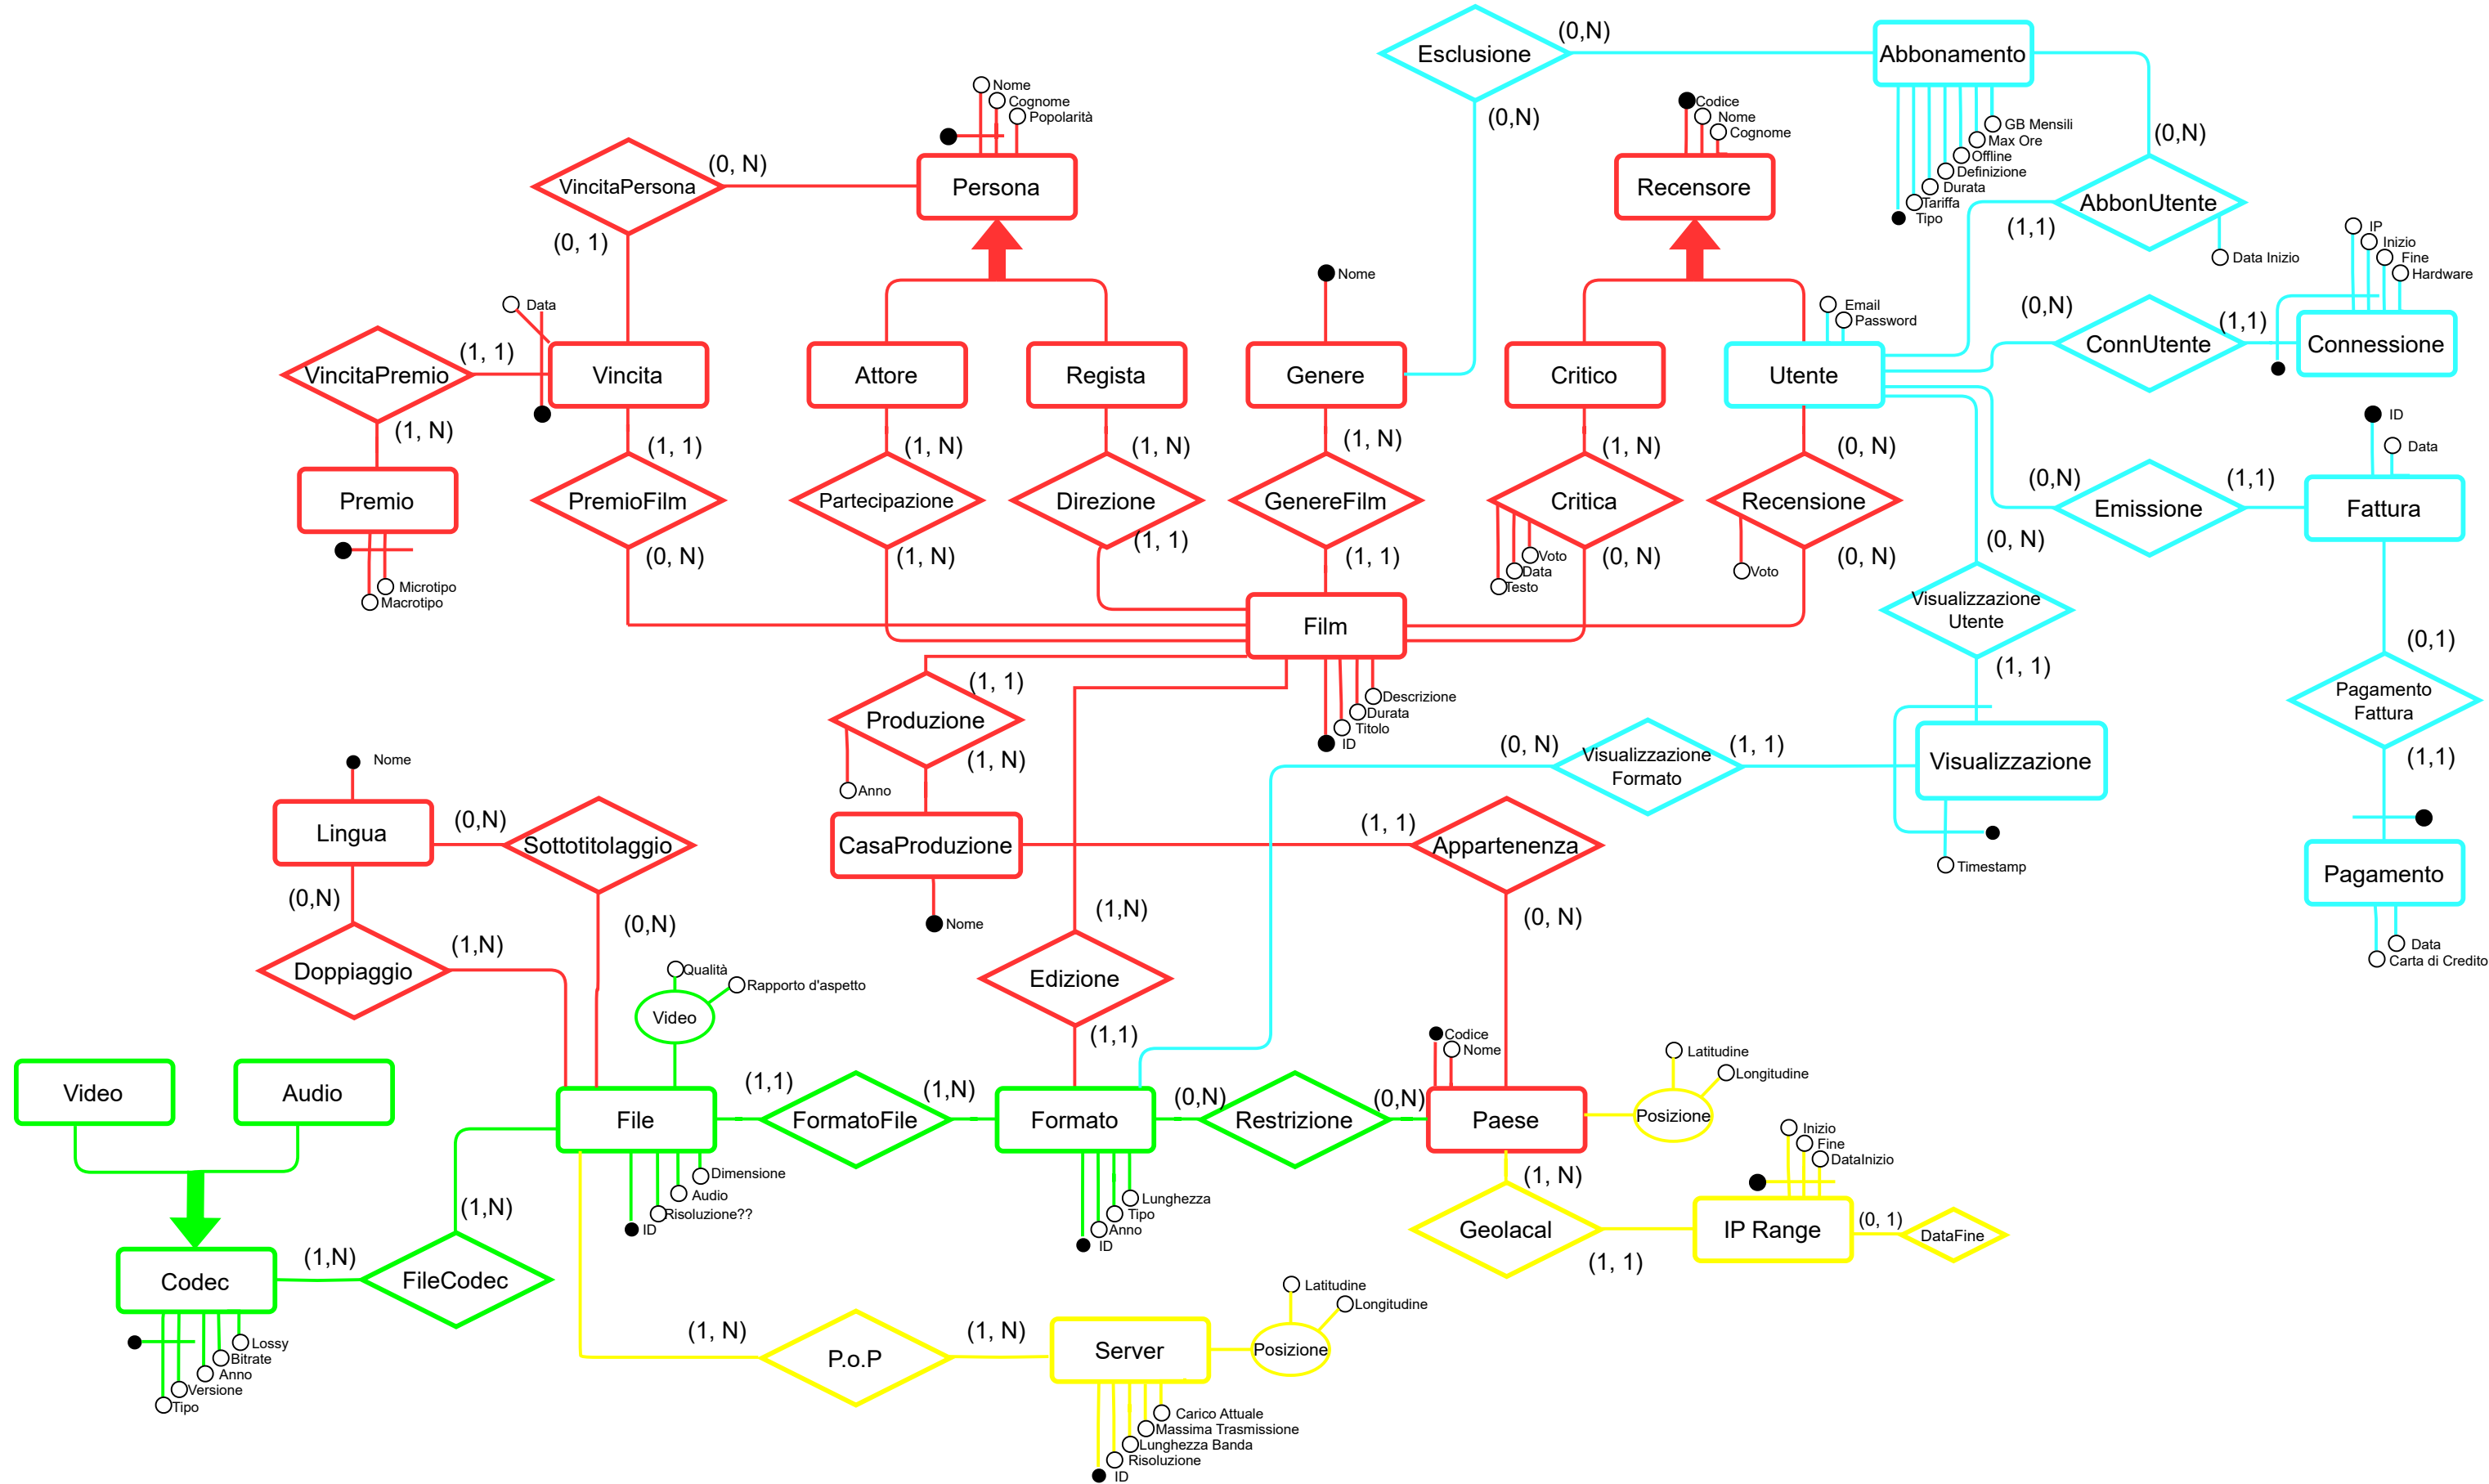 Esclusione
(0,N)
Abbonamento
(0,N)
GB Mensili
Max Ore
Offline
Definizione
Durata
Tariffa
Tipo
(0,N)
AbbonUtente
(1,1)
Data Inizio
Nome
Cognome
Popolarità
Persona
(0, N)
VincitaPersona
(0, 1)
Codice
Nome
Cognome
Recensore
IP
Inizio
Fine
Hardware
(0,N)
ConnUtente
(1,1)
Connessione
Data
VincitaPremio
(1, 1)
Vincita
Attore
Regista
Nome
Genere
Critico
Email
Password
Utente
(1, N)
Premio
Microtipo
Macrotipo
(1, 1)
PremioFilm
(0, N)
(1, N)
Partecipazione
(1, N)
(1, N)
Direzione
(1, 1)
(1, N)
GenereFilm
(1, 1)
(1, N)
Critica
Voto
Data
Testo
(0, N)
(0, N)
Recensione
Voto
(0, N)
ID
Data
(0,N)
Emissione
(1,1)
Fattura
(0, N)
Visualizzazione
Utente
(1, 1)
Film
Descrizione
Durata
Titolo
ID
(0,1)
Pagamento
Fattura
(1,1)
(1, 1)
Produzione
(1, N)
Anno
(0, N)
Visualizzazione
Formato
(1, 1)
Visualizzazione
Timestamp
Nome
Lingua
(0,N)
Sottotitolaggio
CasaProduzione
Nome
(1, 1)
Appartenenza
(0, N)
Pagamento
Data
Carta di Credito
(0,N)
Doppiaggio
(1,N)
(0,N)
(1,N)
Edizione
(1,1)
Qualità
Rapporto d'aspetto
Video
Codice
Nome
Latitudine
Longitudine
Posizione
Video
Audio
File
(1,1)
FormatoFile
(1,N)
Formato
(0,N)
Restrizione
(0,N)
Paese
Dimensione
Audio
Risoluzione??
ID
Lunghezza
Tipo
Anno
ID
(1, N)
Geolacal
(1, 1)
Inizio
Fine
DataInizio
IP Range
(0, 1)
DataFine
(1,N)
Codec
(1,N)
FileCodec
Lossy
Bitrate
Anno
Versione
Tipo
(1, N)
P.o.P
(1, N)
Server
Latitudine
Longitudine
Posizione
Carico Attuale
Massima Trasmissione
Lunghezza Banda
Risoluzione
ID